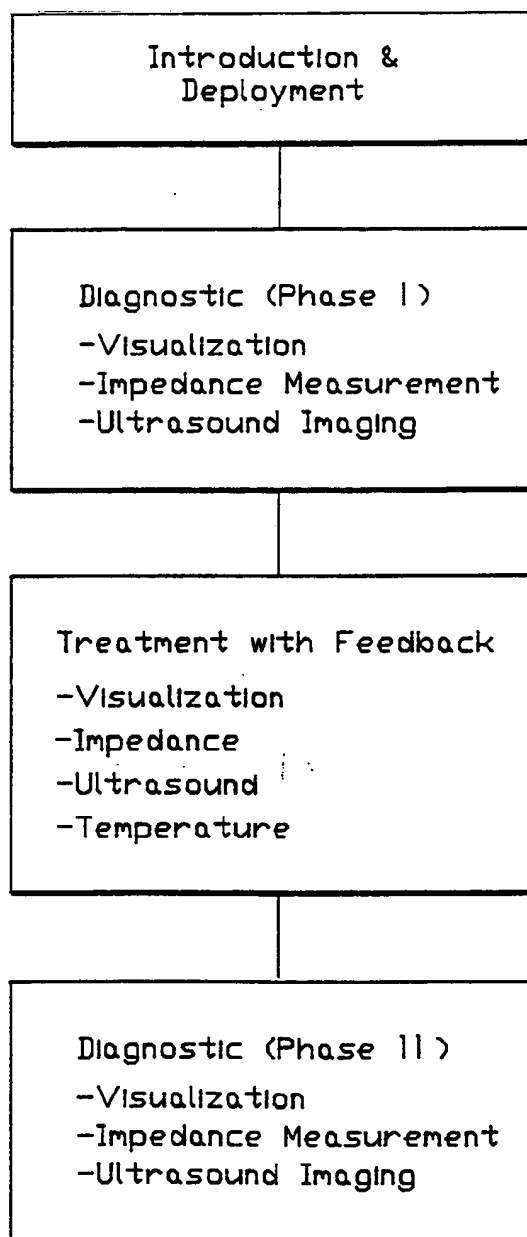 Introduction &
Deployment
Diagnostic (Phase I)
-Visualization
-Impedance Measurement
-Ultrasound Imaging
Treatment with Feedback
-Visualization
-Impedance
-Ultrasound
-Temperature
Diagnostic (Phase II)
-Visualization
-Impedance Measurement
-Ultrasound Imaging